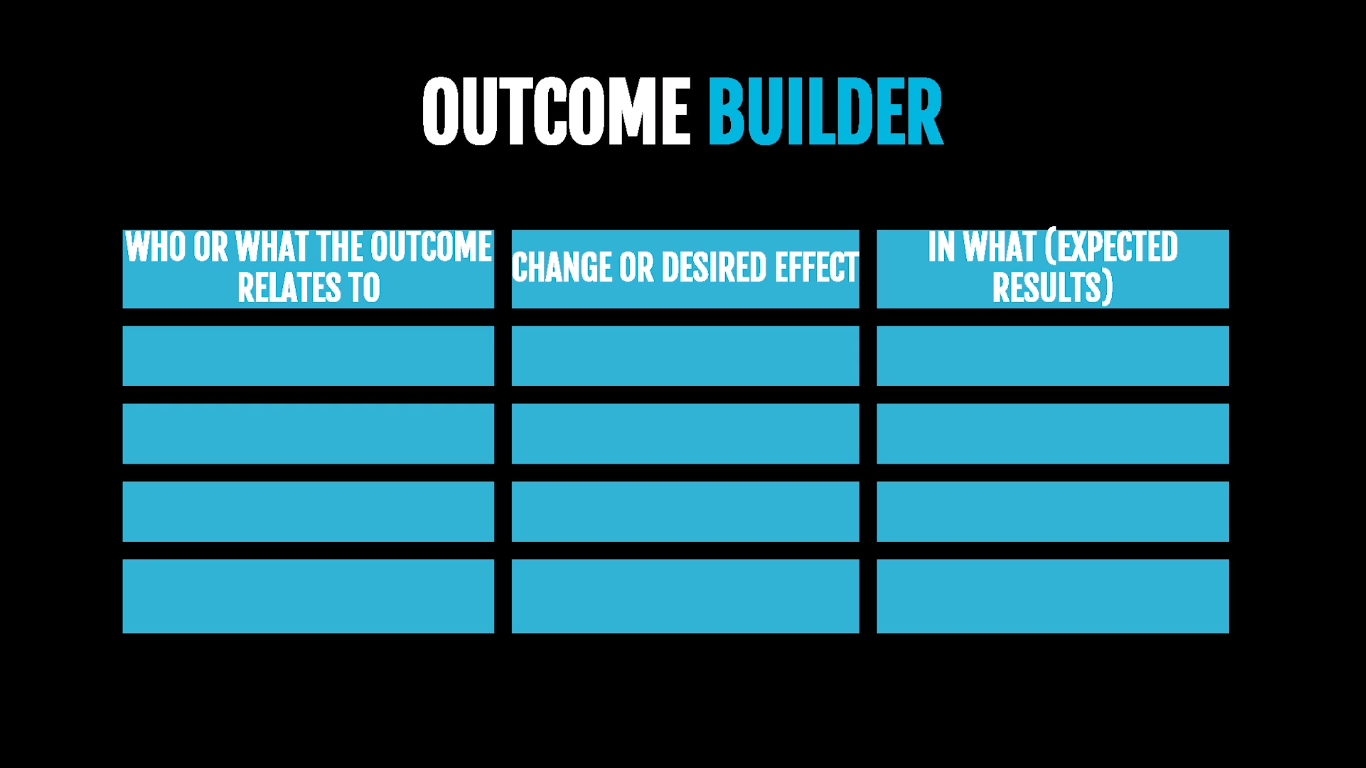 OUTCOME BUILDER
WHO OR WHAT THE OUTCOME
RELATES TO
CHANGE OR DESIRED EFFECT
IN WHAT (EXPECTED
RESULTS)